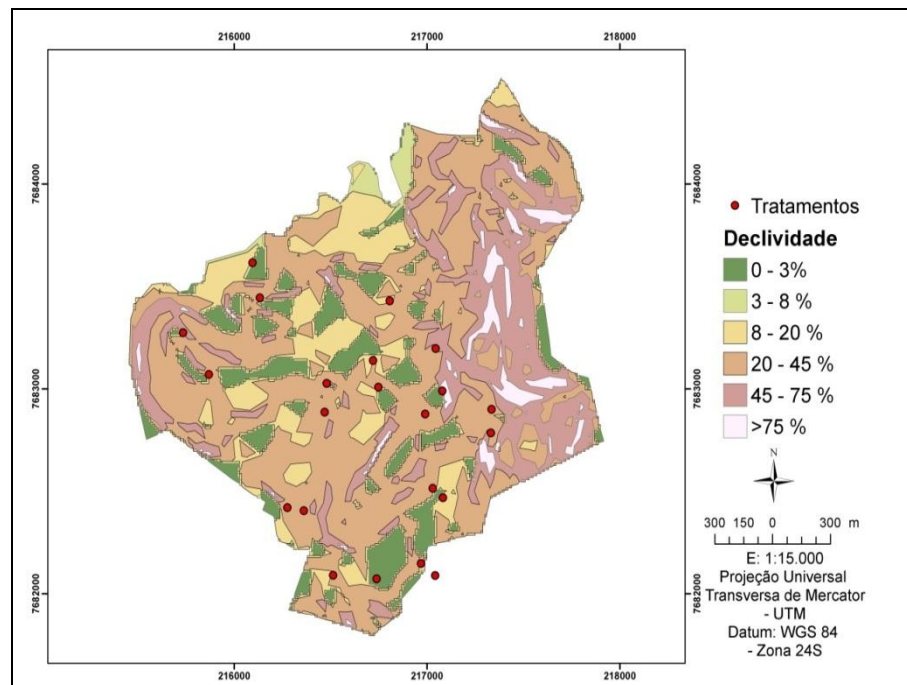 216000 217000 218000
7684000
7683000
7682000
7684000
7683000
7682000
216000 217000 218000
Tratamentos
Declividade
0 - 3%
3 - 8 %
8 - 20 %
20 - 45 %
45 - 75 %
>75 %
N
300 150 0 300 m
E: 1:15.000
Projeção Universal
Transversa de Mercator
- UTM
Datum: WGS 84
- Zona 24S